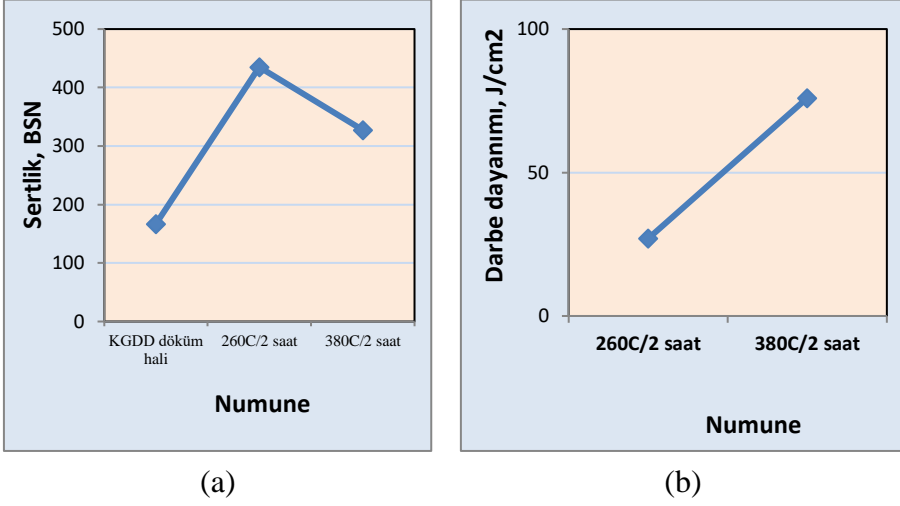 Sertlik, BSN
500
400
300
200
100
0
KGDD döküm
hali
260C/2 saat
380C/2 saat
Numune
(a)
Darbe dayanımı, J/cm2
100
50
0
260C/2 saat
380C/2 saat
Numune
(b)